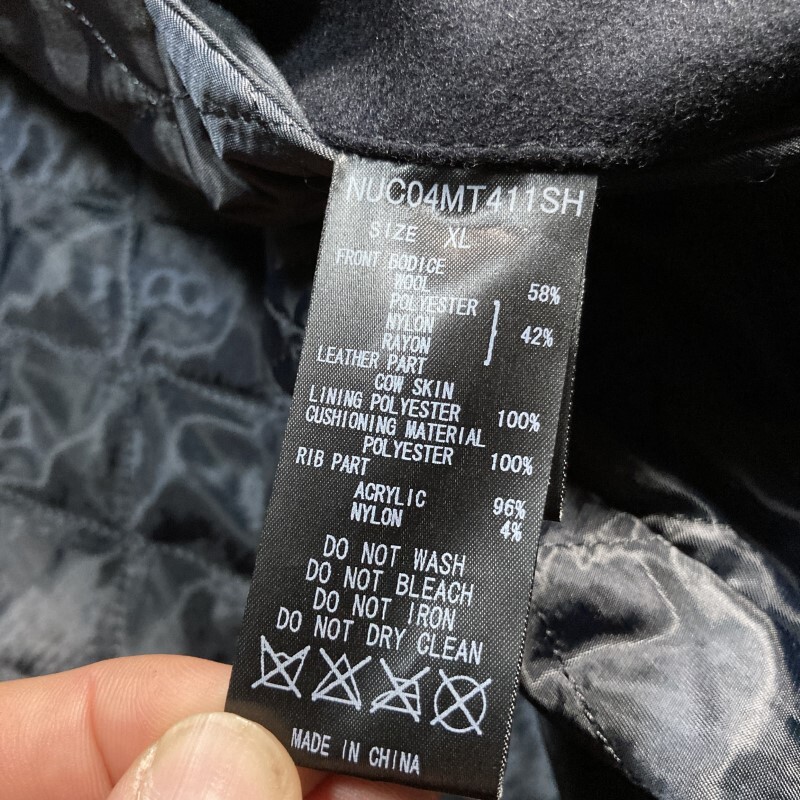 NUC04MT411SH
SIZE XL
FRONT BODICE
WOOL 58%
POLYESTER
NYLON 42%
RAYON
LEATHER PART
COW SKIN
LINING POLYESTER 100%
CUSHIONING MATERIAL
POLYESTER 100%
RIB PART
ACRYLIC 96%
NYLON 4%
DO NOT WASH
DO NOT BLEACH
DO NOT IRON
DO NOT DRY CLEAN
MADE IN CHINA